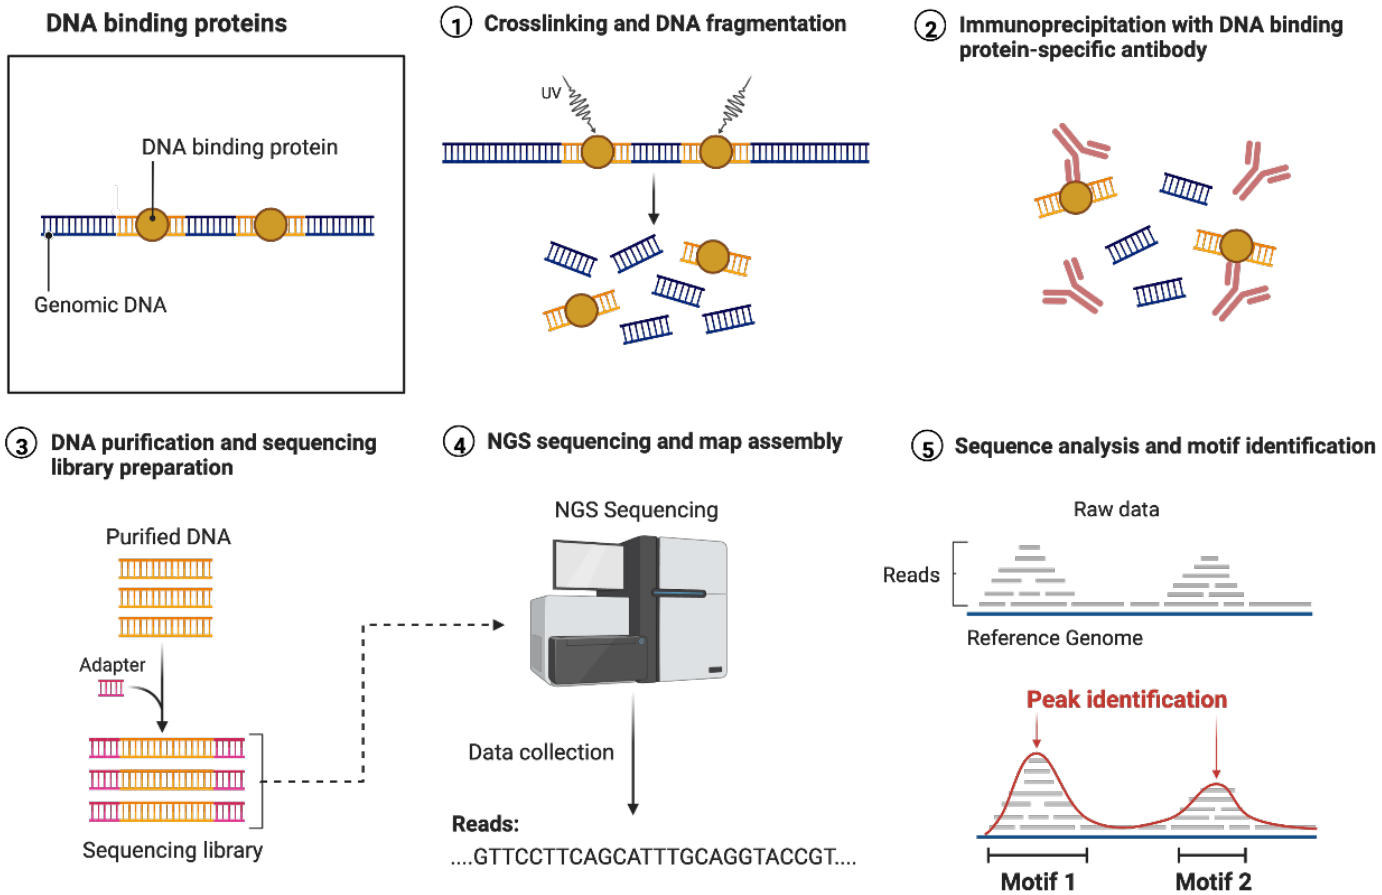 DNA binding proteins
DNA binding protein
Genomic DNA
1 Crosslinking and DNA fragmentation
UV
2 Immunoprecipitation with DNA binding
protein-specific antibody
3 DNA purification and sequencing
library preparation
Purified DNA
Adapter
Sequencing library
4 NGS sequencing and map assembly
NGS Sequencing
Data collection
Reads:
....GTTCCTTCAGCATTTGCAGGTACCGT....
5 Sequence analysis and motif identification
Raw data
Reads
Reference Genome
Peak identification
Motif 1
Motif 2